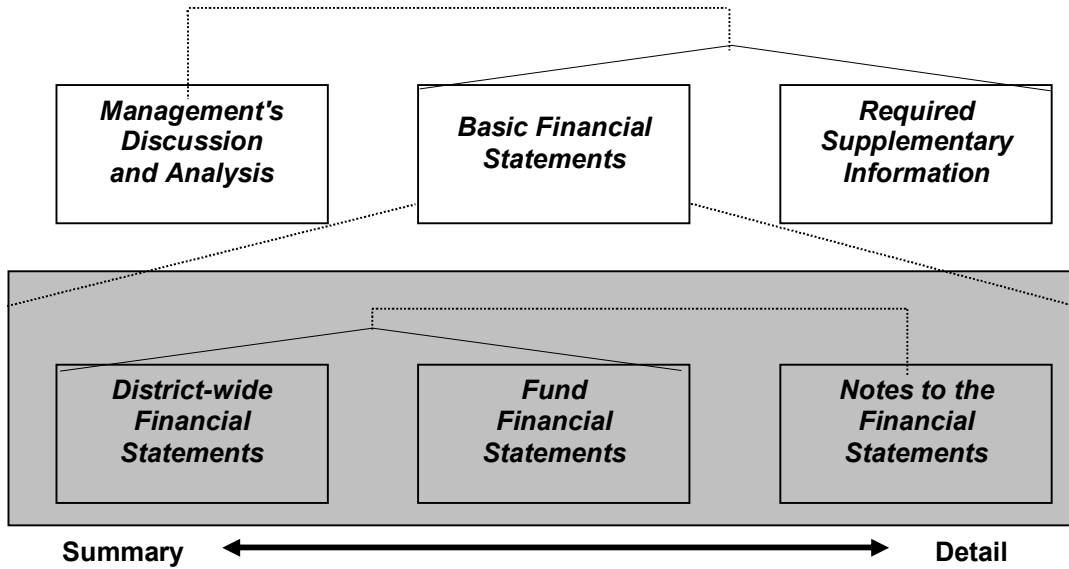 Management's
Discussion
and Analysis
Basic Financial
Statements
Required
Supplementary
Information
District-wide
Financial
Statements
Fund
Financial
Statements
Notes to the
Financial
Statements
Summary
Detail